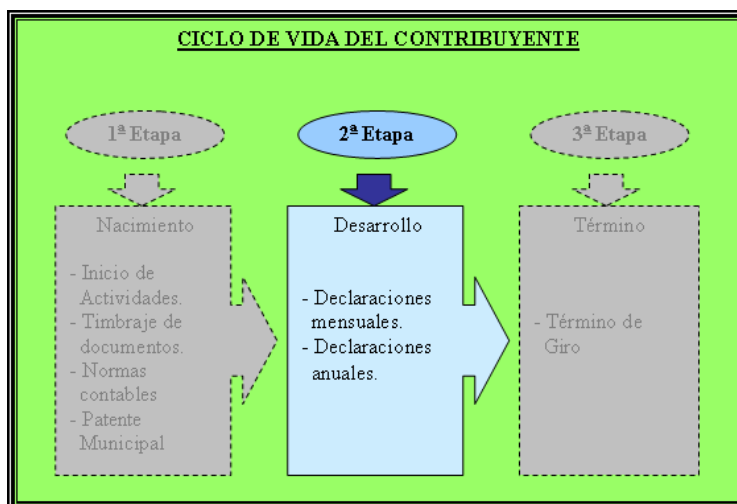 CICLO DE VIDA DEL CONTRIBUYENTE
1ª Etapa
2ª Etapa
3ª Etapa
Nacimiento
- Inicio de
Actividades.
- Timbraje de
documentos.
- Normas
contables
- Patente
Municipal
Desarrollo
- Declaraciones
mensuales.
- Declaraciones
anuales.
Término
- Término de
Giro